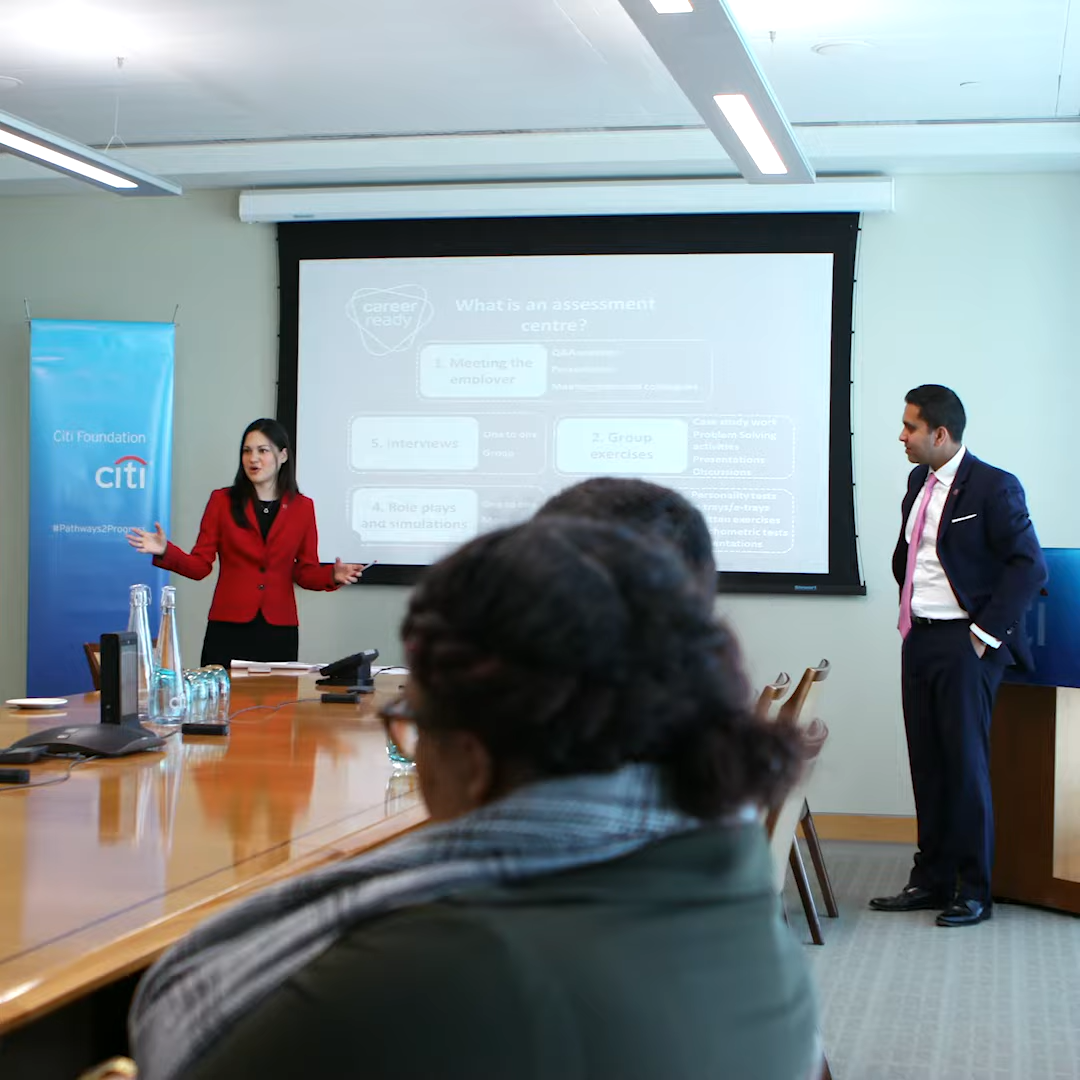 Citi Foundation
citi
#Pathways2Progress
career
ready
What is an assessment
centre?
1. Meeting the
employer
5. Interviews
One to one
Group
2. Group
exercises
Case study work
Problem Solving
activities
Presentations
Discussions
4. Role plays
and simulations
Personality tests